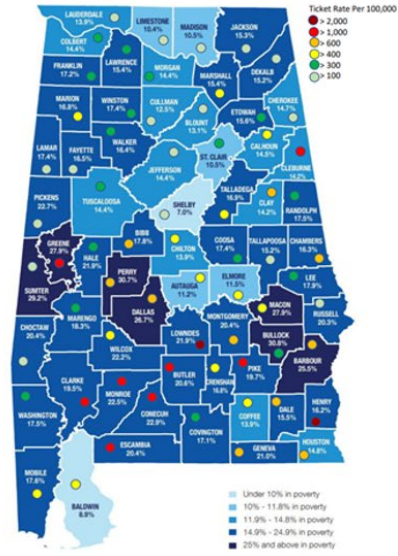 Ticket Rate Per 100,000
> 2,000
> 1,000
> 600
> 400
> 300
> 100
LAUDERDALE
13.9%
LIMESTONE
10.4%
MADISON
10.5%
JACKSON
15.3%
COLBERT
14.4%
FRANKLIN
17.2%
LAWRENCE
15.4%
MORGAN
14.4%
MARSHALL
15.4%
DEKALB
15.2%
MARION
16.8%
WINSTON
17.4%
CULLMAN
12.5%
BLOUNT
13.1%
ETOWAH
15.6%
CHEROKEE
14.7%
LAMAR
17.4%
FAYETTE
16.5%
WALKER
16.4%
ST. CLAIR
10.5%
CALHOUN
14.5%
CLEBURNE
14.2%
JEFFERSON
14.4%
PICKENS
22.7%
TUSCALOOSA
14.4%
SHELBY
7.0%
TALLADEGA
16.9%
CLAY
14.2%
RANDOLPH
17.5%
GREENE
27.9%
HALE
21.9%
BIBB
17.8%
CHILTON
13.9%
COOSA
17.4%
TALLAPOOSA
15.2%
CHAMBERS
16.3%
SUMTER
29.2%
PERRY
30.7%
AUTAUGA
11.2%
ELMORE
11.5%
LEE
17.9%
MACON
27.9%
RUSSELL
20.3%
MARENGO
18.3%
DALLAS
26.7%
CHOCTAW
20.4%
LOWNDES
21.9%
MONTGOMERY
20.4%
BULLOCK
30.8%
BARBOUR
25.5%
WILCOX
22.2%
BUTLER
20.6%
CRENSHAW
16.8%
PIKE
19.7%
CLARKE
19.5%
MONROE
22.5%
CONECUH
22.9%
WASHINGTON
17.5%
COVINGTON
17.1%
COFFEE
13.9%
DALE
15.5%
HENRY
16.2%
ESCAMBIA
20.4%
GENEVA
21.0%
HOUSTON
14.8%
MOBILE
17.6%
BALDWIN
8.9%
Under 10% in poverty
10% - 11.8% in poverty
11.9% - 14.8% in poverty
14.9% - 24.9% in poverty
25% and above in poverty